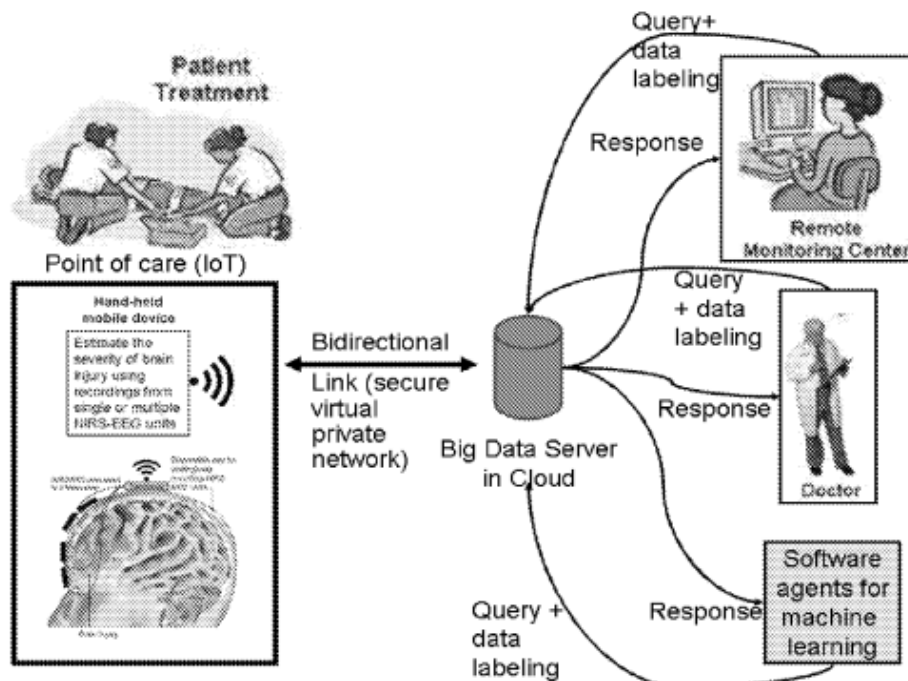 Patient
Treatment
Point of care (IoT)
Hand-held
mobile device
Estimate the
severity of brain
injury using
recordings from
single or multiple
NIRS-EEG units
Bidirectional
Link (secure
virtual
private
network)
Big Data Server
in Cloud
Query+
data
labeling
Response
Remote
Monitoring Center
Query
+ data
labeling
Response
Doctor
Software
agents for
machine
learning
Response
Query +
data
labeling